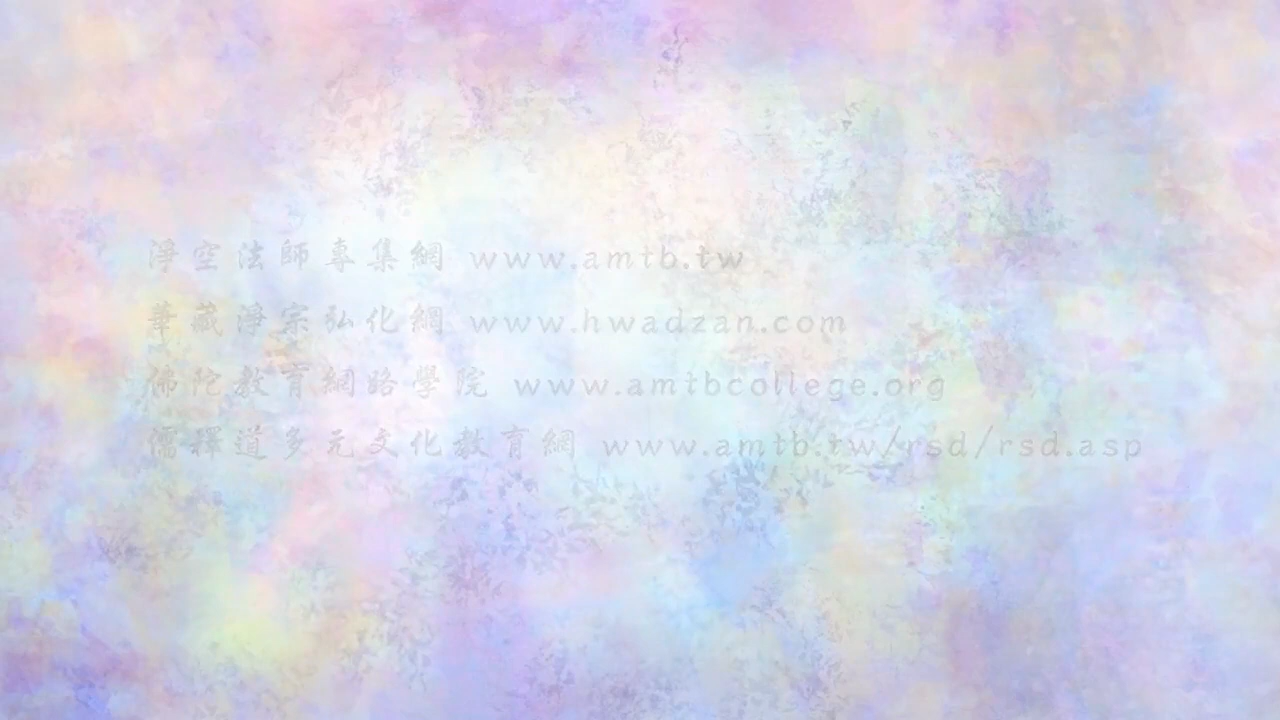 淨空法師專集網 www.amtb.tw
華藏淨宗弘化網 www.hwadzan.com
佛陀教育網路學院 www.amtbcollege.org
儒釋道多元文化教育網 www.amtb.tw/rsd/rsd.asp